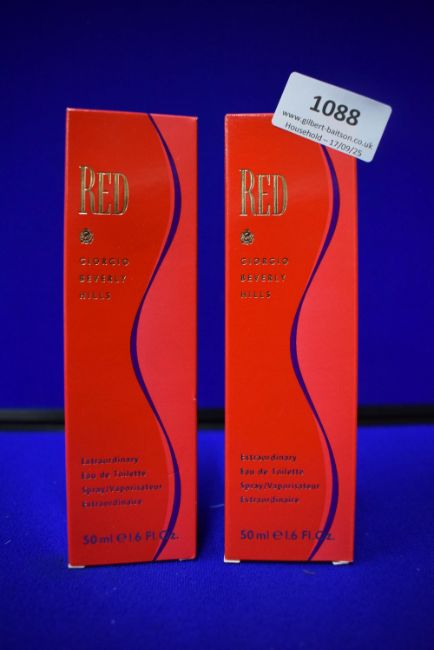 RED
GIORGIO
BEVERLY
HILLS
Extraordinary
Eau de Toilette
Spray/Vaporisateur
Extraordinaire
50 ml e 1.6 Fl.Oz.
1088
www.gilbert-baitson.co.uk
Household – 17/09/25
RED
GIORGIO
BEVERLY
HILLS
Extraordinary
Eau de Toilette
Spray/Vaporisateur
Extraordinaire
50 ml e 1.6 Fl.Oz.